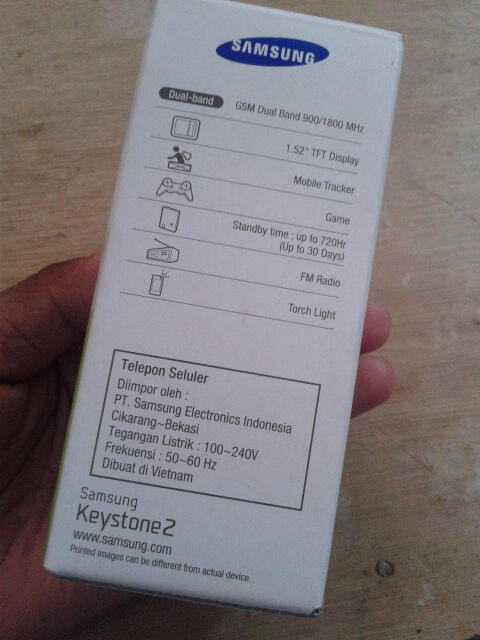 SAMSUNG
Dual-band GSM Dual Band 900/1800 MHz
1.52" TFT Display
Mobile Tracker
Game
Standby time : up to 720Hr
(Up to 30 Days)
FM Radio
Torch Light
Telepon Seluler
Diimpor oleh :
PT. Samsung Electronics Indonesia
Cikarang~Bekasi
Tegangan Listrik : 100~240V
Frekuensi : 50~60 Hz
Dibuat di Vietnam
Samsung
Keystone2
www.samsung.com
Printed images can be different from actual device.